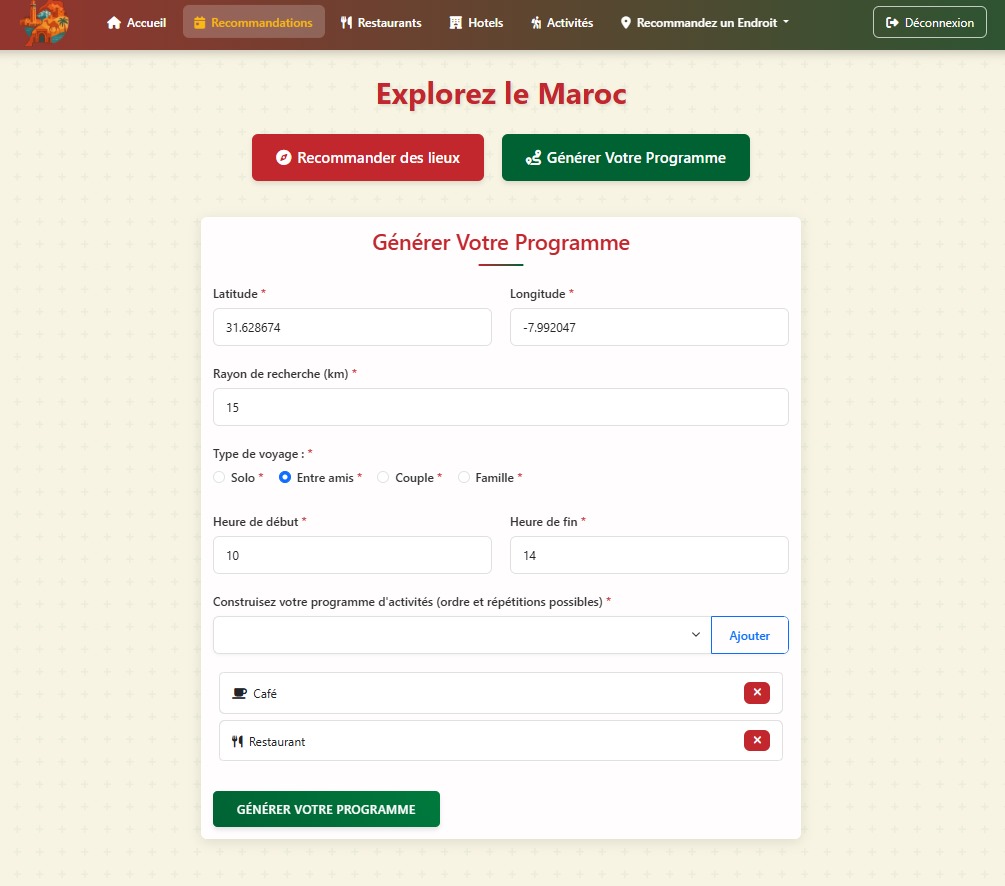 Accueil Recommandations Restaurants Hotels Activités Recommandez un Endroit Déconnexion
Explorez le Maroc
Recommander des lieux Générer Votre Programme
Générer Votre Programme
Latitude * Longitude *
31.628674 -7.992047
Rayon de recherche (km) *
15
Type de voyage : *
Solo * Entre amis * Couple * Famille *
Heure de début * Heure de fin *
10 14
Construisez votre programme d'activités (ordre et répétitions possibles) *
Ajouter
Café
Restaurant
GÉNÉRER VOTRE PROGRAMME